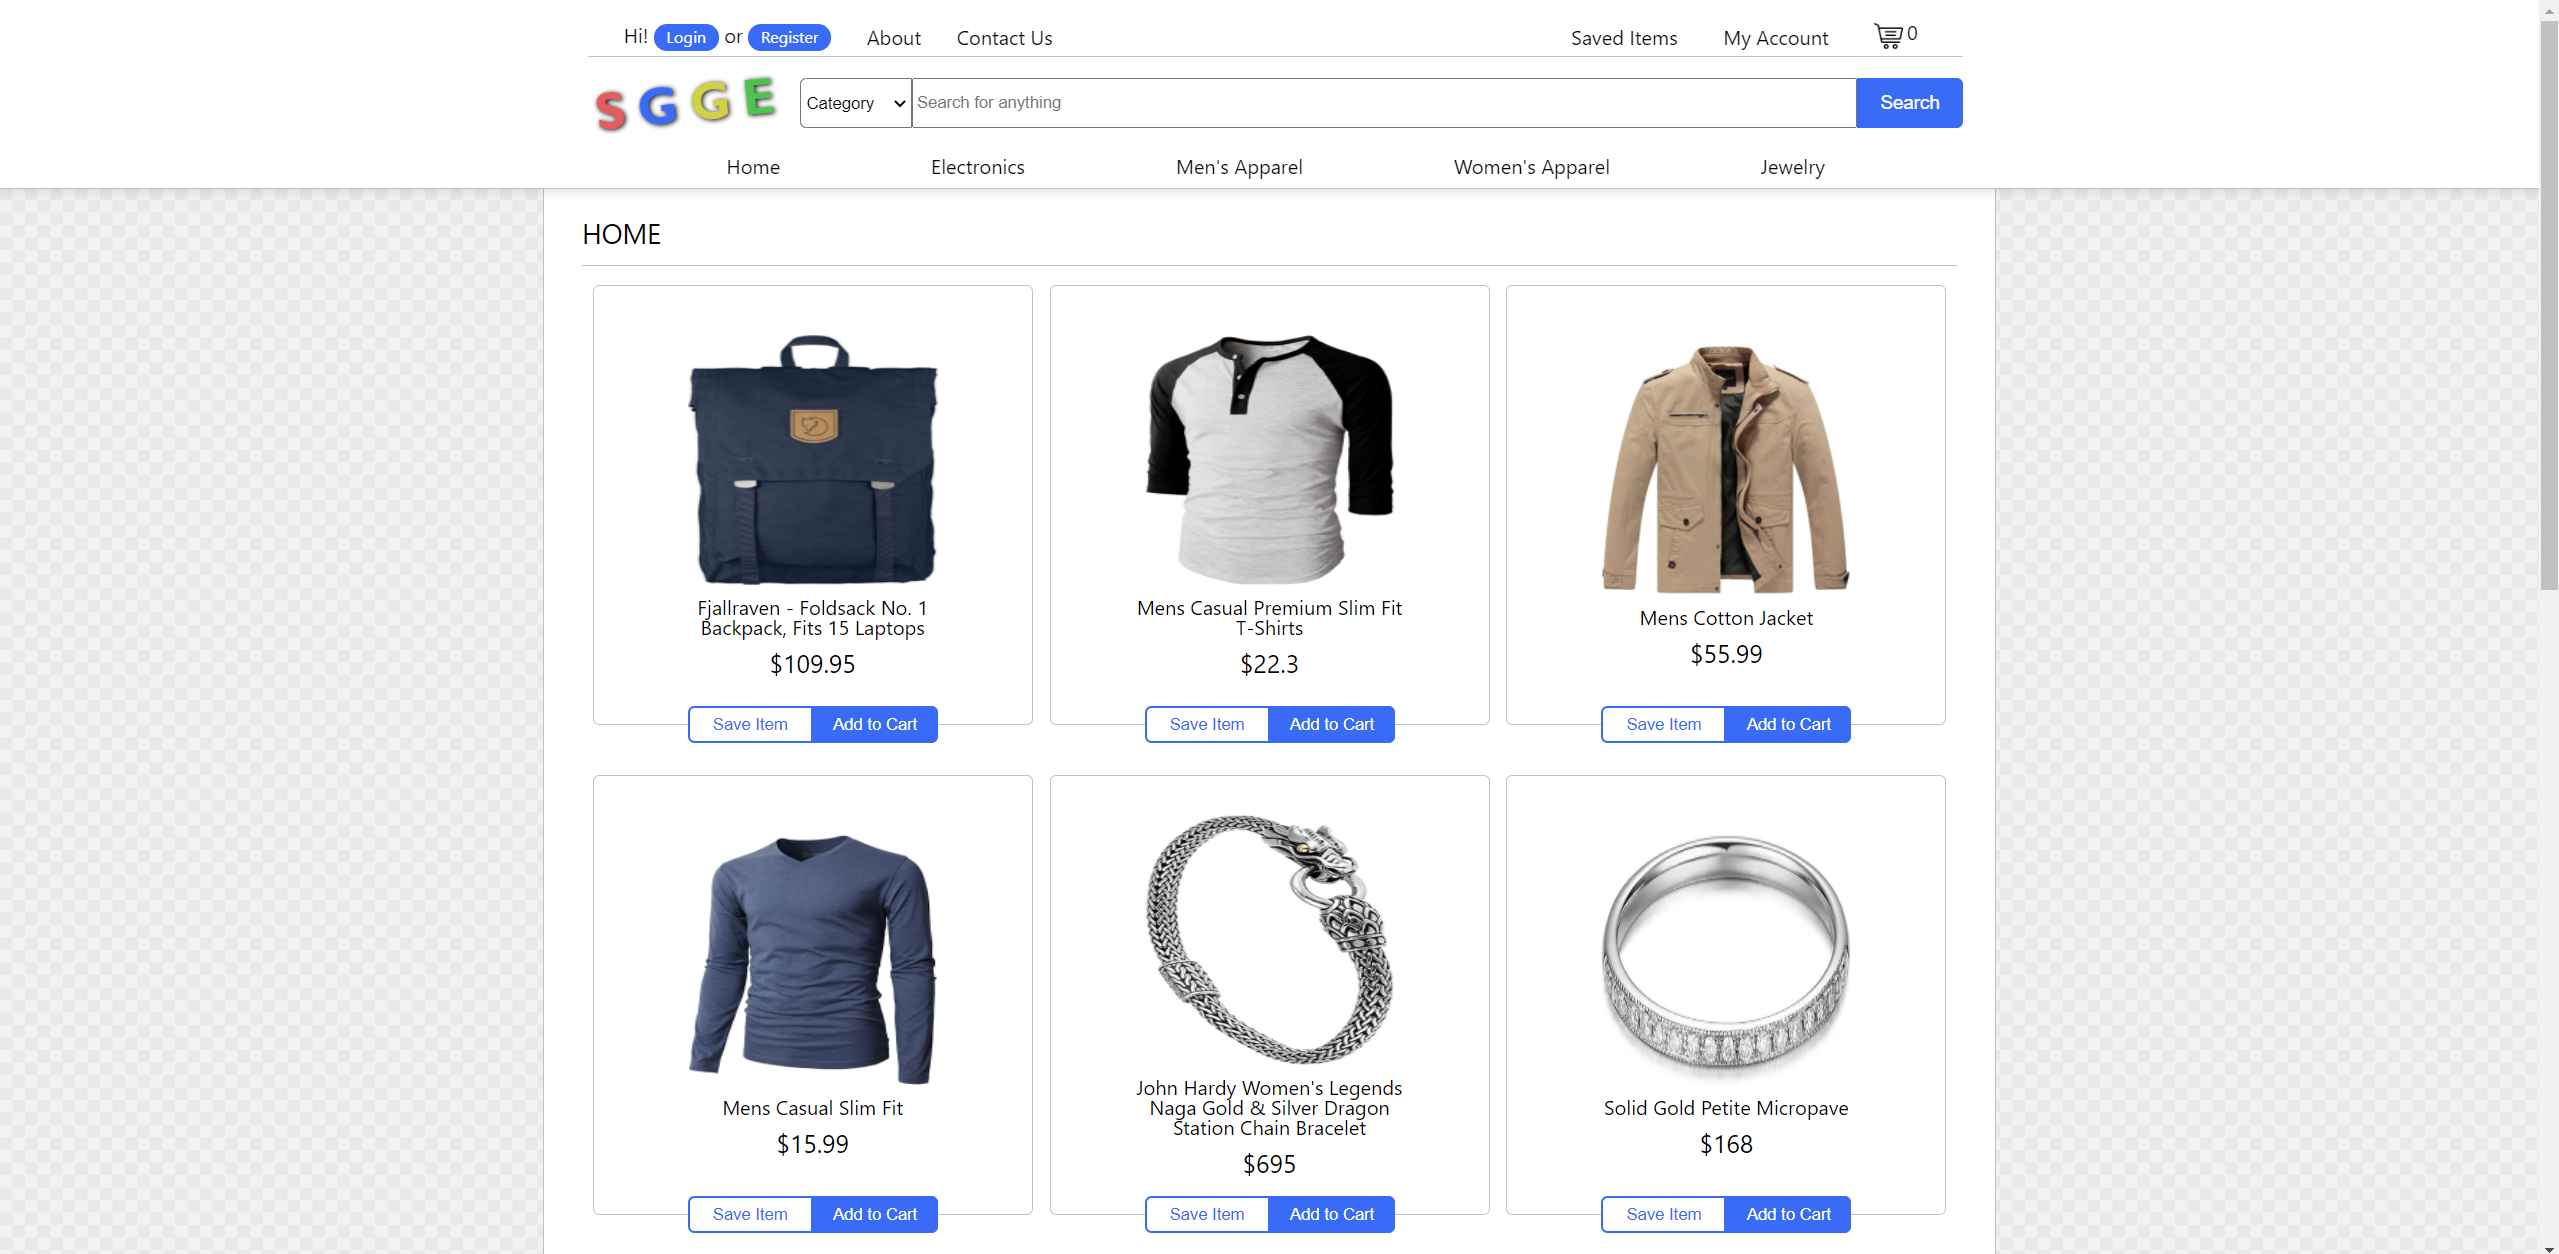 Hi! Login or Register About Contact Us Saved Items My Account 0
SGGE Category Search for anything Search
Home Electronics Men's Apparel Women's Apparel Jewelry
HOME
Fjallraven - Foldsack No. 1
Backpack, Fits 15 Laptops
$109.95
Save Item Add to Cart
Mens Casual Premium Slim Fit
T-Shirts
$22.3
Save Item Add to Cart
Mens Cotton Jacket
$55.99
Save Item Add to Cart
Mens Casual Slim Fit
$15.99
Save Item Add to Cart
John Hardy Women's Legends
Naga Gold & Silver Dragon
Station Chain Bracelet
$695
Save Item Add to Cart
Solid Gold Petite Micropave
$168
Save Item Add to Cart